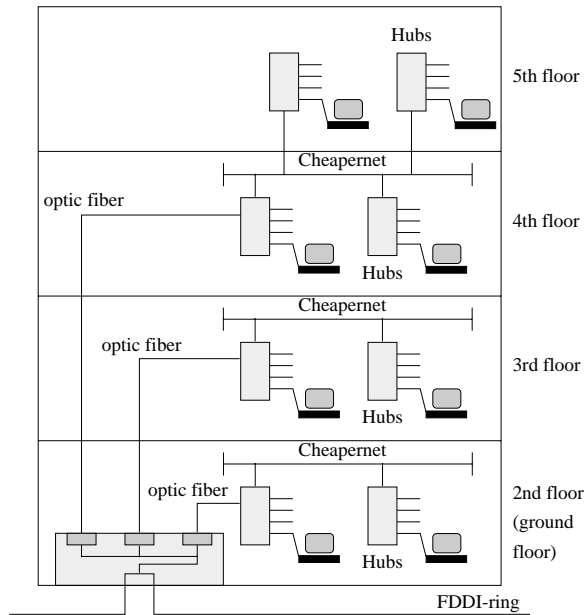 Hubs
5th floor
Cheapernet
optic fiber
4th floor
Hubs
Cheapernet
optic fiber
3rd floor
Hubs
Cheapernet
optic fiber
2nd floor
(ground
floor)
Hubs
FDDI-ring